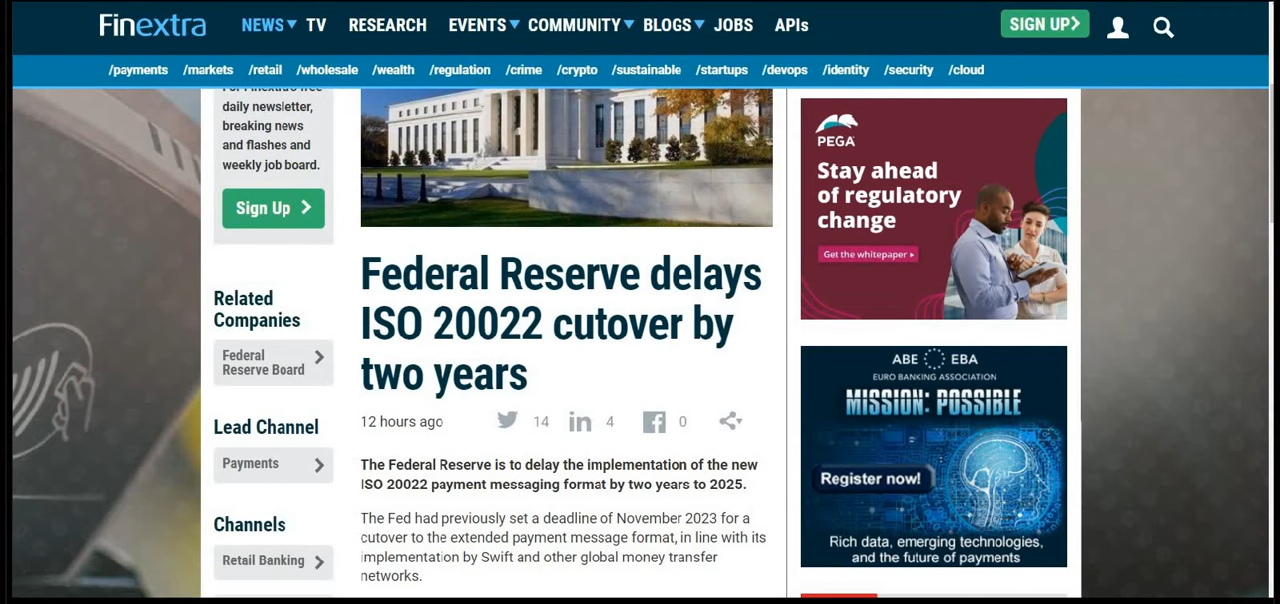 Finextra
NEWS TV RESEARCH EVENTS COMMUNITY BLOGS JOBS APIs
SIGN UP
/payments /markets /retail /wholesale /wealth /regulation /crime /crypto /sustainable /startups /devops /identity /security /cloud
For Finextra's free
daily newsletter,
breaking news
and flashes and
weekly job board.
Sign Up
Related
Companies
Federal
Reserve Board
Lead Channel
Payments
Channels
Retail Banking
Federal Reserve delays
ISO 20022 cutover by
two years
12 hours ago 14 in 4 0
The Federal Reserve is to delay the implementation of the new
ISO 20022 payment messaging format by two years to 2025.
The Fed had previously set a deadline of November 2023 for a
cutover to the extended payment message format, in line with its
implementation by Swift and other global money transfer
networks.
PEGA
Stay ahead
of regulatory
change
Get the whitepaper
ABE EBA
EURO BANKING ASSOCIATION
MISSION: POSSIBLE
Register now!
Rich data, emerging technologies,
and the future of payments